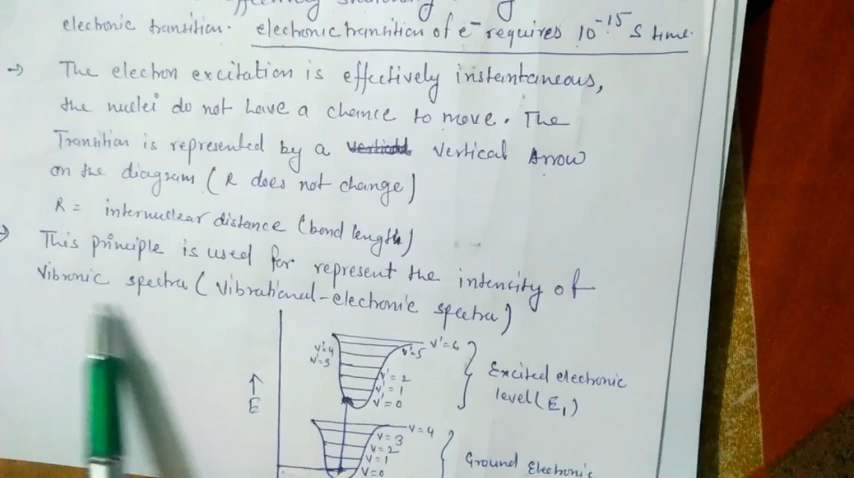 electronic transition. electronic transition of e⁻ requires 10⁻¹⁵ s time.
→ The electron excitation is effectively instentaneous,
the nuclei do not have a chance to move. The
Transition is represented by a vertical Arrow
on the diagram (R does not change)
R = internuclear distance (bond length)
→ This principle is used for represent the intensity of
Vibronic spectra (Vibrational-electronic spectra)
v'=6
v'=4
v'=5
v'=3
v'=2
v'=1
v'=0
Excited electronic
level (E₁)
↑
E
v=4
v=3
v=2
v=1
v=0
Ground Electronic